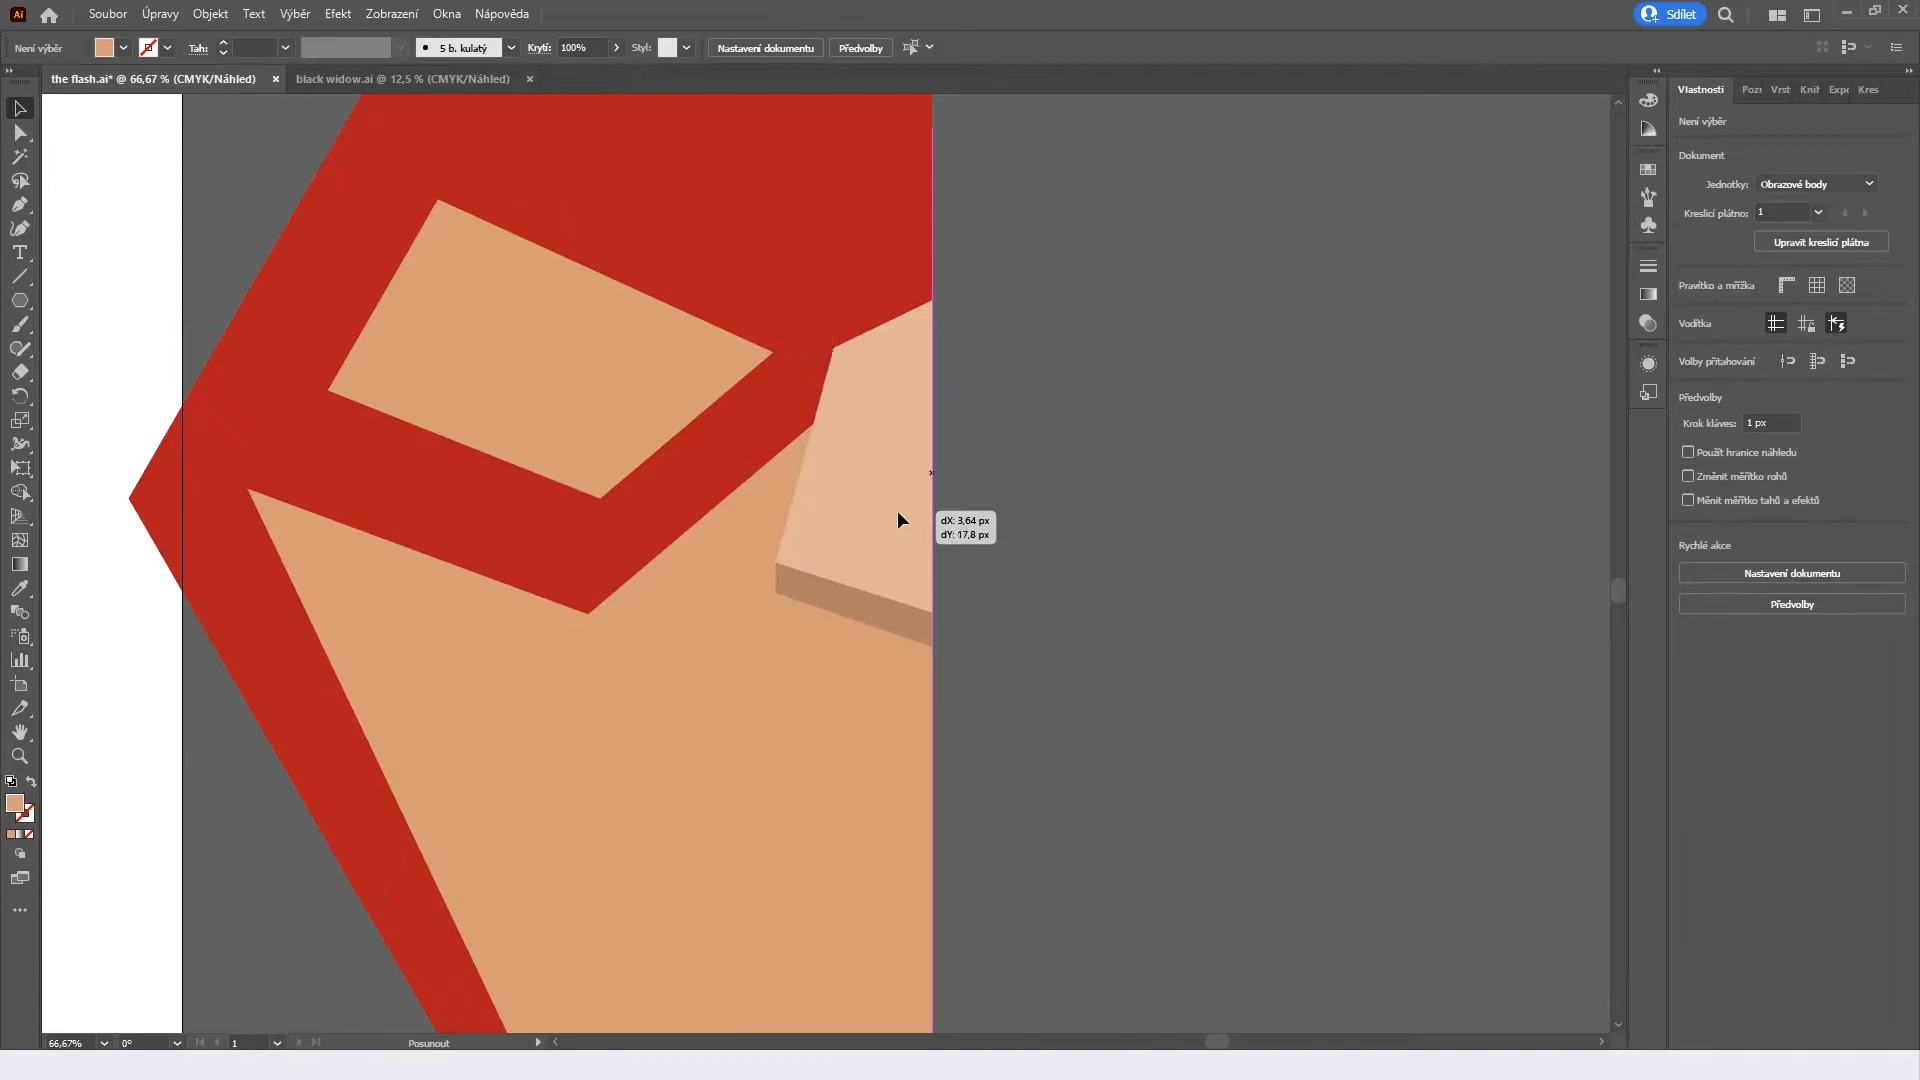 Ai
Soubor Úpravy Objekt Text Výběr Efekt Zobrazení Okna Nápověda
Sdílet
Není výběr
Tah:
5 b. kulatý
Krytí: 100%
Styl:
Nastavení dokumentu
Předvolby
the flash.ai* @ 66,67 % (CMYK/Náhled)
black widow.ai @ 12,5 % (CMYK/Náhled)
Vlastnosti Pozı Vrst Knił Expo Kres
Není výběr
Dokument
Jednotky: Obrazové body
Kreslicí plátno: 1
Upravit kreslicí plátna
Pravítko a mřížka
Vodítka
Volby přitahování
Předvolby
Krok kláves: 1 px
Použít hranice náhledu
Změnit měřítko rohů
Měnit měřítko tahů a efektů
Rychlé akce
Nastavení dokumentu
Předvolby
dX: 3,64 px
dY: 17,8 px
66,67% 0° 1 Posunout